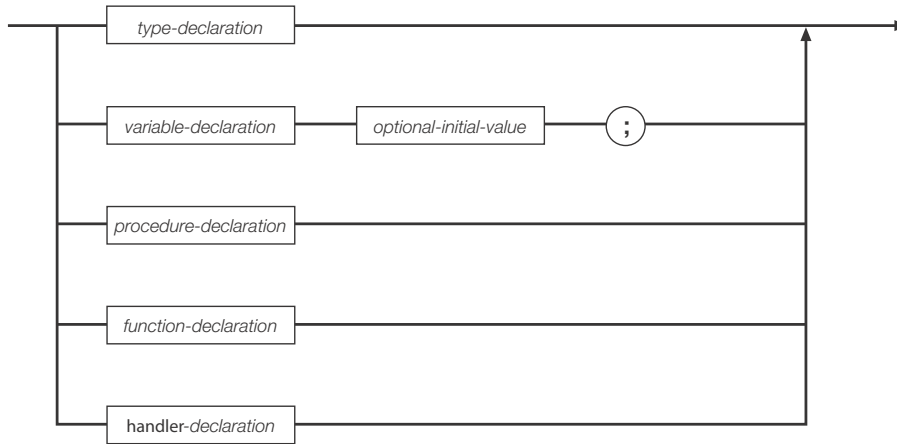 type-declaration
variable-declaration optional-initial-value ;
procedure-declaration
function-declaration
handler-declaration